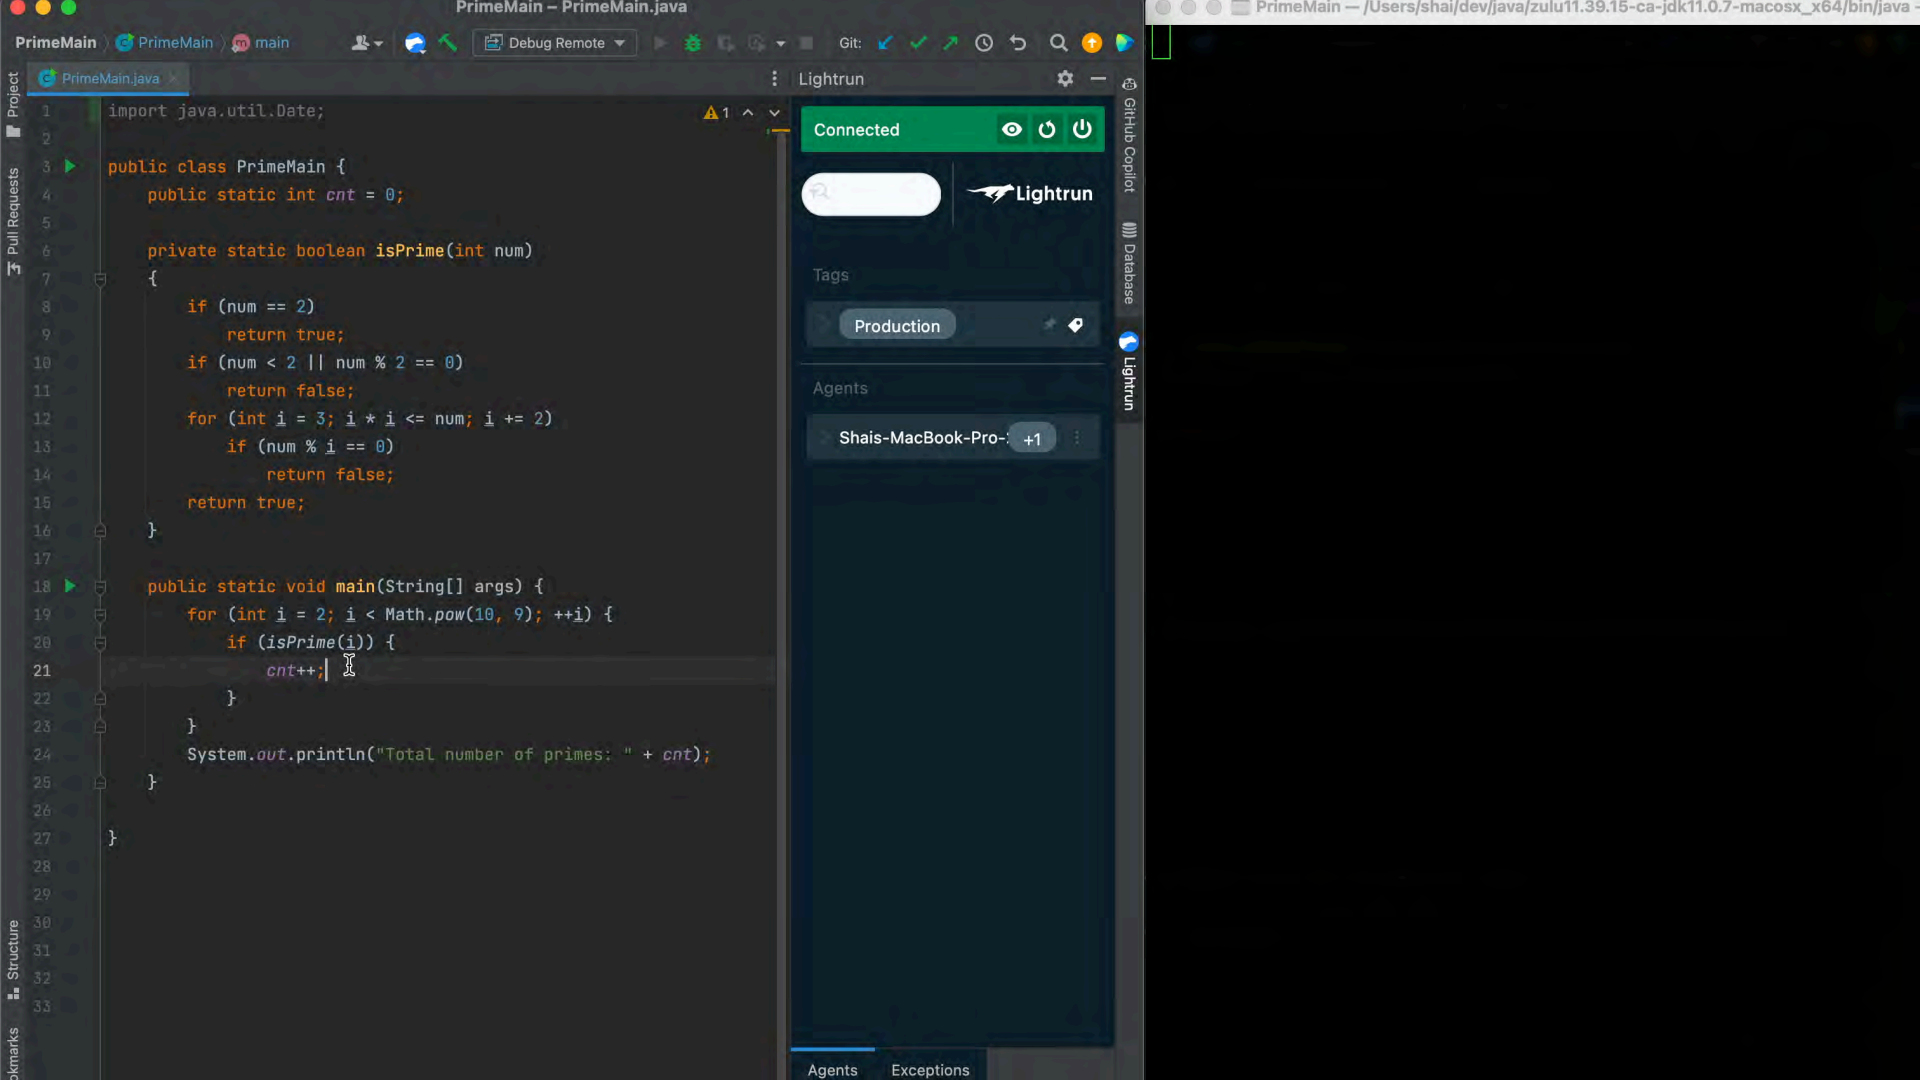 PrimeMain – PrimeMain.java
PrimeMain PrimeMain main
Debug Remote
Git:
PrimeMain.java
1 import java.util.Date;
2
3 public class PrimeMain {
4 public static int cnt = 0;
5
6 private static boolean isPrime(int num)
7 {
8 if (num == 2)
9 return true;
10 if (num < 2 || num % 2 == 0)
11 return false;
12 for (int i = 3; i * i <= num; i += 2)
13 if (num % i == 0)
14 return false;
15 return true;
16 }
17
18 public static void main(String[] args) {
19 for (int i = 2; i < Math.pow(10, 9); ++i) {
20 if (isPrime(i)) {
21 cnt++;
22 }
23 }
24 System.out.println("Total number of primes: " + cnt);
25 }
26
27 }
28
29
30
31
32
33
1
Project
Pull Requests
Structure
Lightrun
Connected
Lightrun
Tags
Production
Agents
Shais-MacBook-Pro-
+1
Agents Exceptions
GitHub Copilot
Database
Lightrun
PrimeMain — /Users/shai/dev/java/zulu11.39.15-ca-jdk11.0.7-macosx_x64/bin/java -